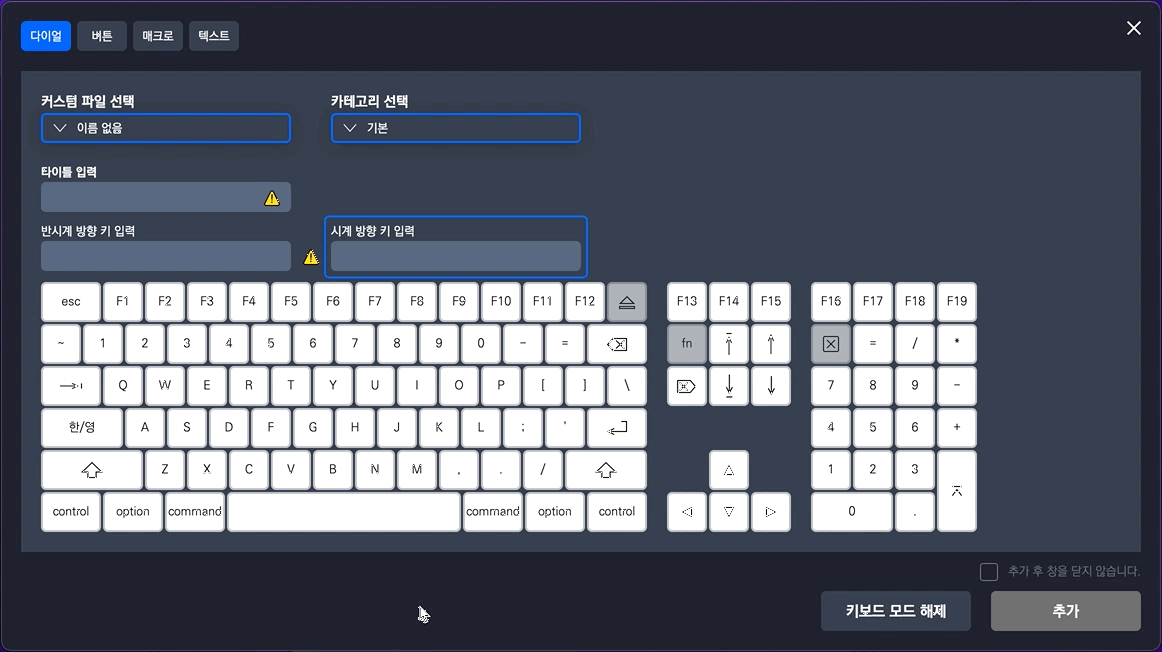 다이얼 버튼 매크로 텍스트
커스텀 파일 선택 카테고리 선택
이름 없음 기본
타이틀 입력
반시계 방향 키 입력 시계 방향 키 입력
esc F1 F2 F3 F4 F5 F6 F7 F8 F9 F10 F11 F12 F13 F14 F15 F16 F17 F18 F19
~ 1 2 3 4 5 6 7 8 9 0 - = fn = / *
Q W E R T Y U I O P [ ] \ 7 8 9 -
한/영 A S D F G H J K L ; ' 4 5 6 +
Z X C V B N M , . / 1 2 3
control option command command option control 0 .
추가 후 창을 닫지 않습니다.
키보드 모드 해제 추가